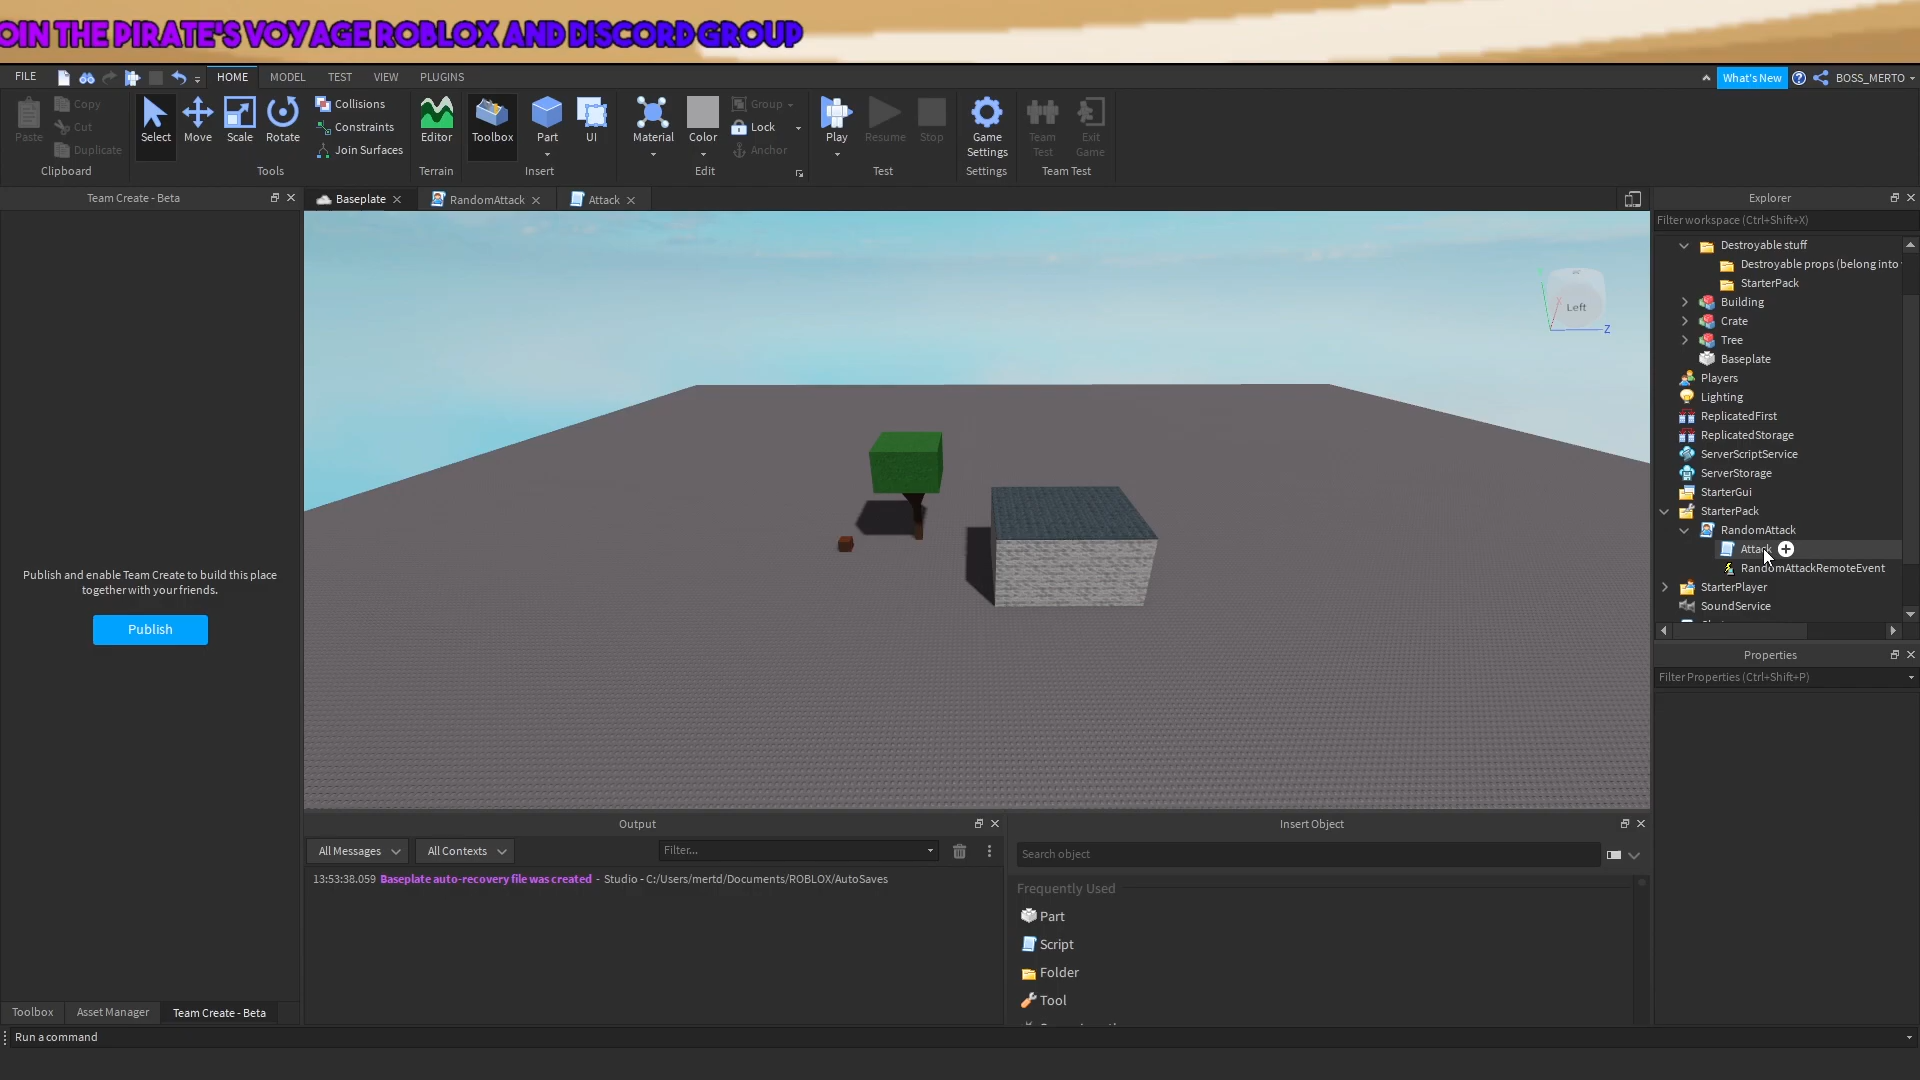 OIN THE PIRATE'S VOYAGE ROBLOX AND DISCORD GROUP
FILE
HOME
MODEL
TEST
VIEW
PLUGINS
What's New
BOSS_MERTO
Paste
Copy
Cut
Duplicate
Clipboard
Select
Move
Scale
Rotate
Collisions
Constraints
Join Surfaces
Tools
Editor
Terrain
Toolbox
Part
UI
Insert
Material
Color
Group
Lock
Anchor
Edit
Play
Resume
Stop
Test
Game Settings
Settings
Team Test
Exit Game
Team Test
Team Create - Beta
Publish and enable Team Create to build this place
together with your friends.
Publish
Toolbox
Asset Manager
Team Create - Beta
Baseplate
RandomAttack
Attack
Left
Z
Output
All Messages
All Contexts
Filter...
13:53:38.059 Baseplate auto-recovery file was created - Studio - C:/Users/mertd/Documents/ROBLOX/AutoSaves
Insert Object
Search object
Frequently Used
Part
Script
Folder
Tool
Explorer
Filter workspace (Ctrl+Shift+X)
Destroyable stuff
Destroyable props (belong into
StarterPack
Building
Crate
Tree
Baseplate
Players
Lighting
ReplicatedFirst
ReplicatedStorage
ServerScriptService
ServerStorage
StarterGui
StarterPack
RandomAttack
Attack
RandomAttackRemoteEvent
StarterPlayer
SoundService
Properties
Filter Properties (Ctrl+Shift+P)
Run a command